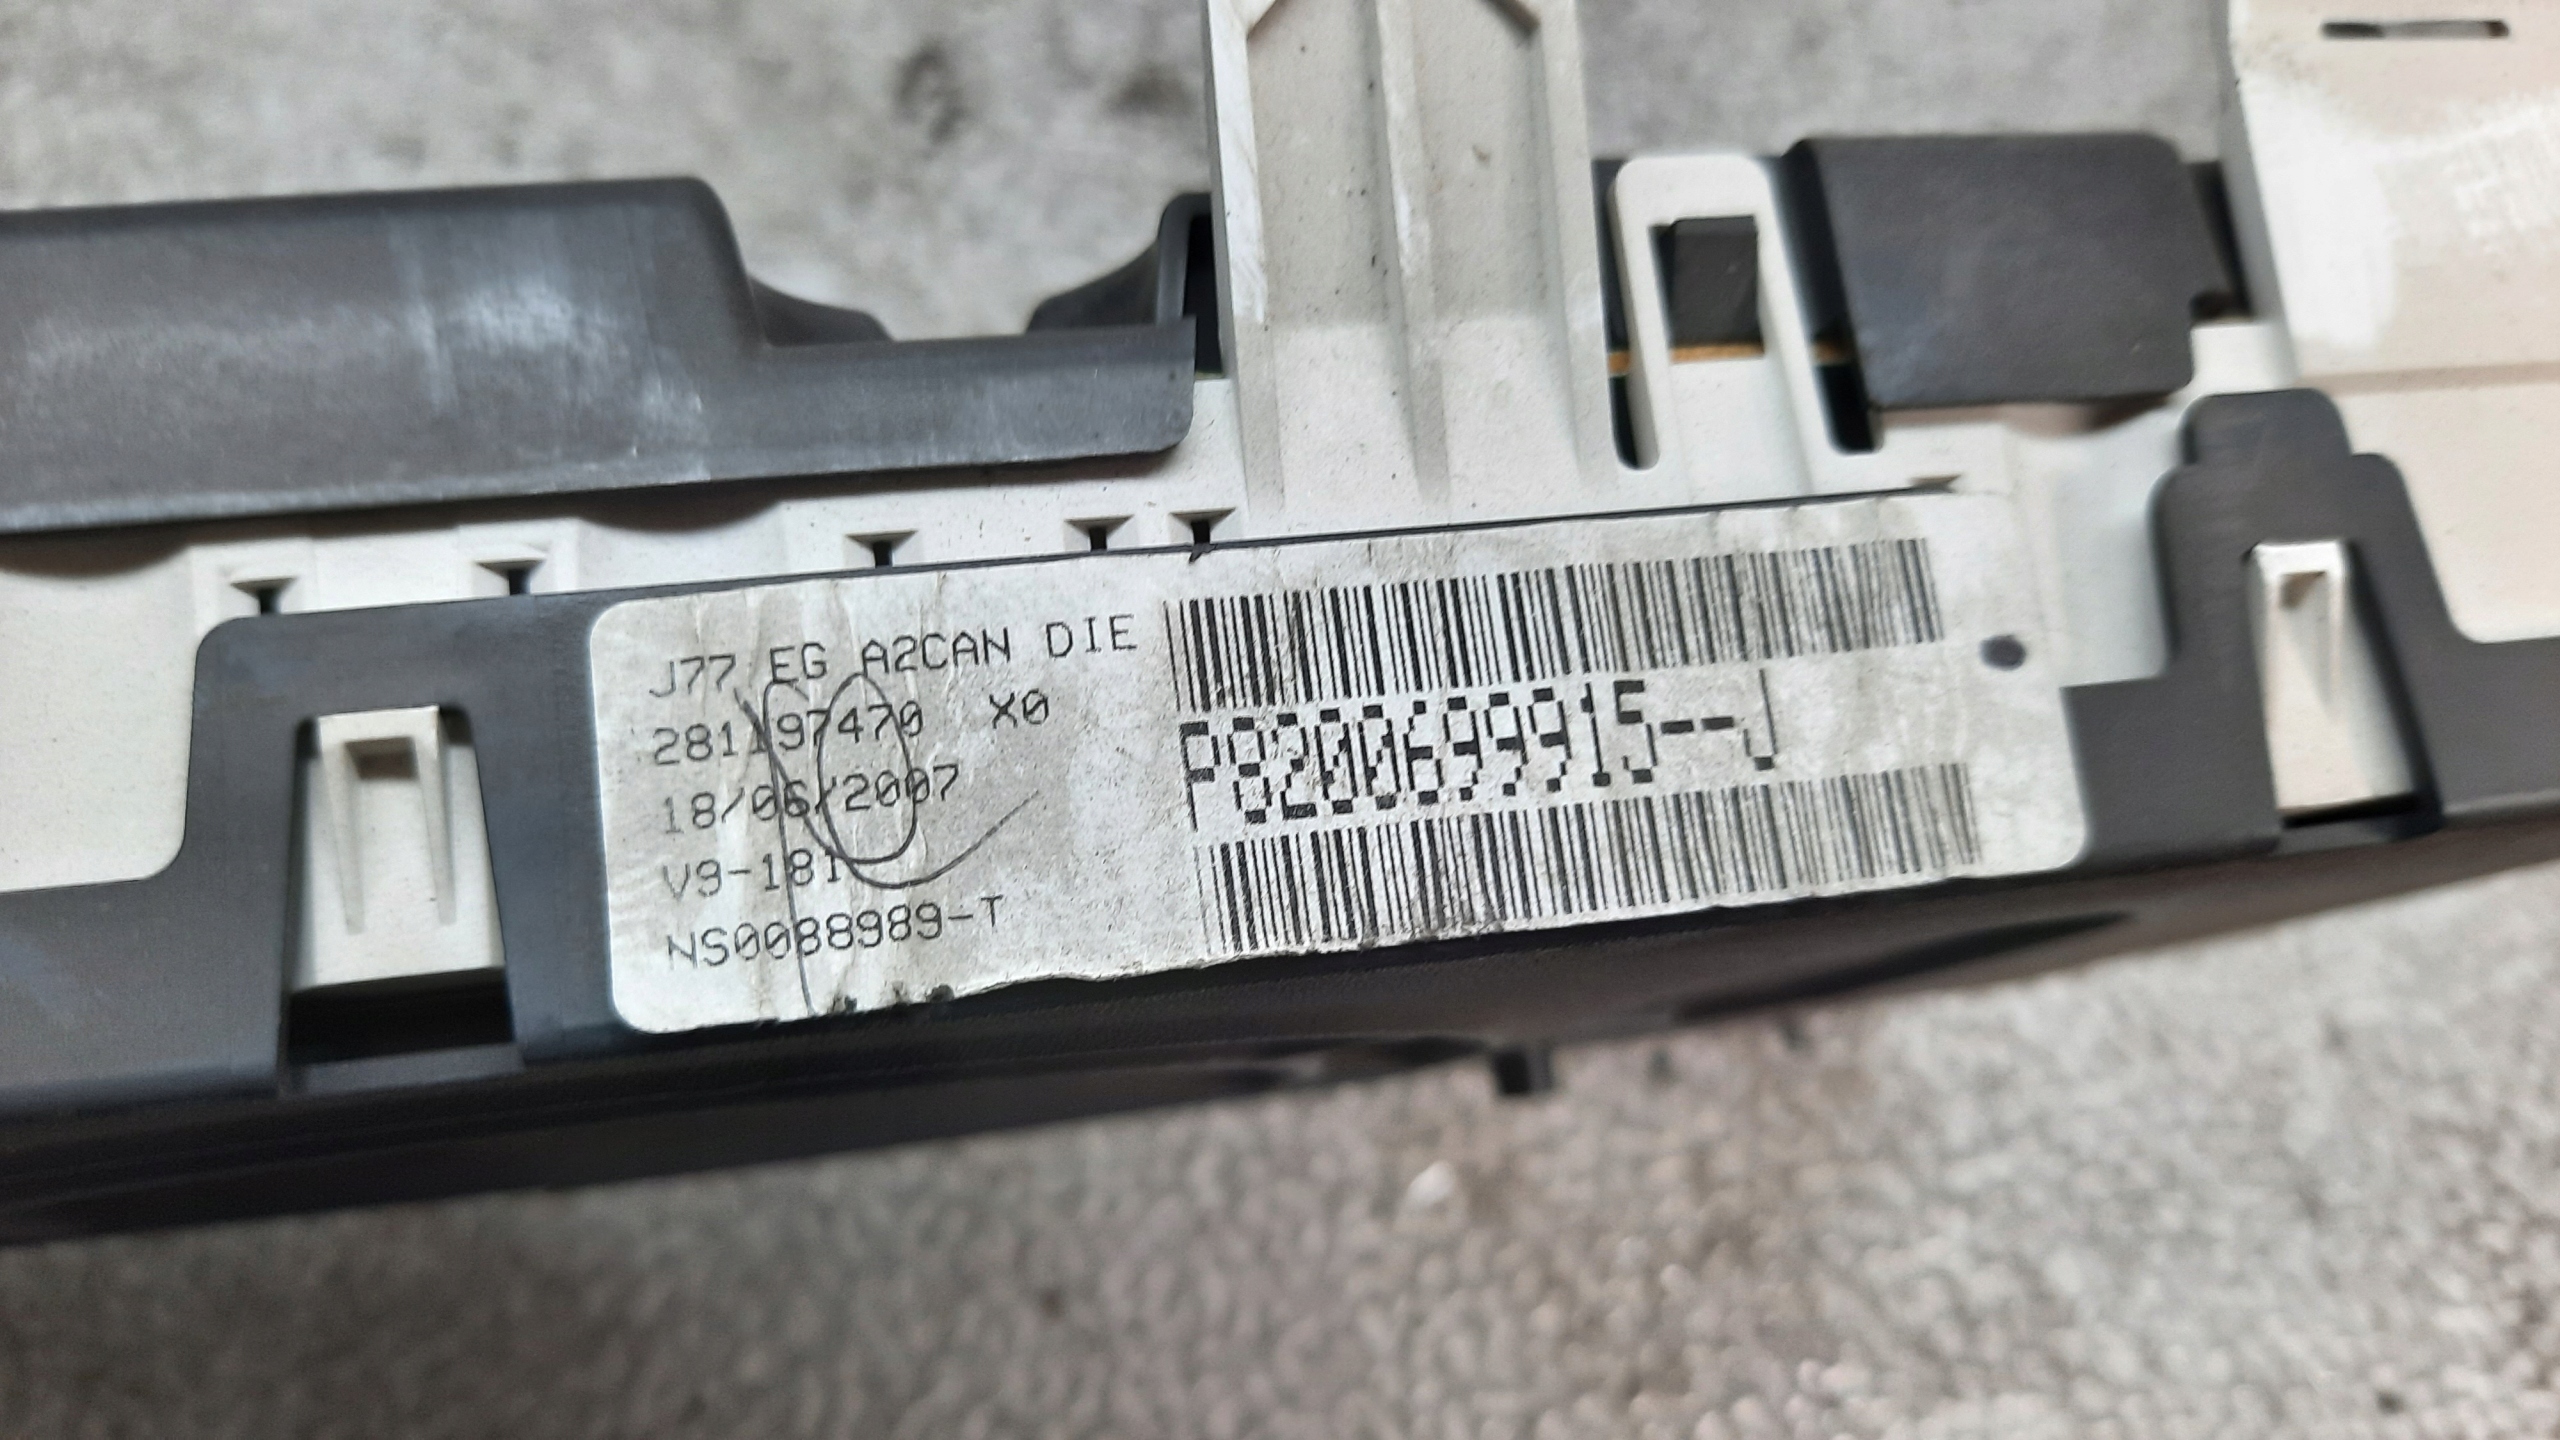 J77 EG A2CAN DIE
281197470 X0
18/06/2007
V9-181
NS0088989-T
P8200699915--J